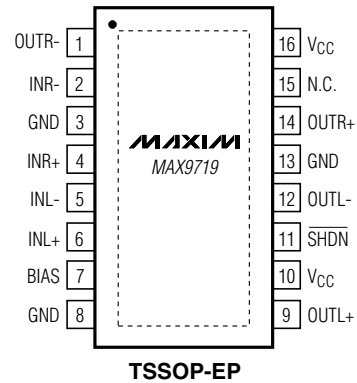 OUTR- 1
INR- 2
GND 3
INR+ 4
INL- 5
INL+ 6
BIAS 7
GND 8
MAXIM
MAX9719
16 VCC
15 N.C.
14 OUTR+
13 GND
12 OUTL-
11 SHDN
10 VCC
9 OUTL+
TSSOP-EP